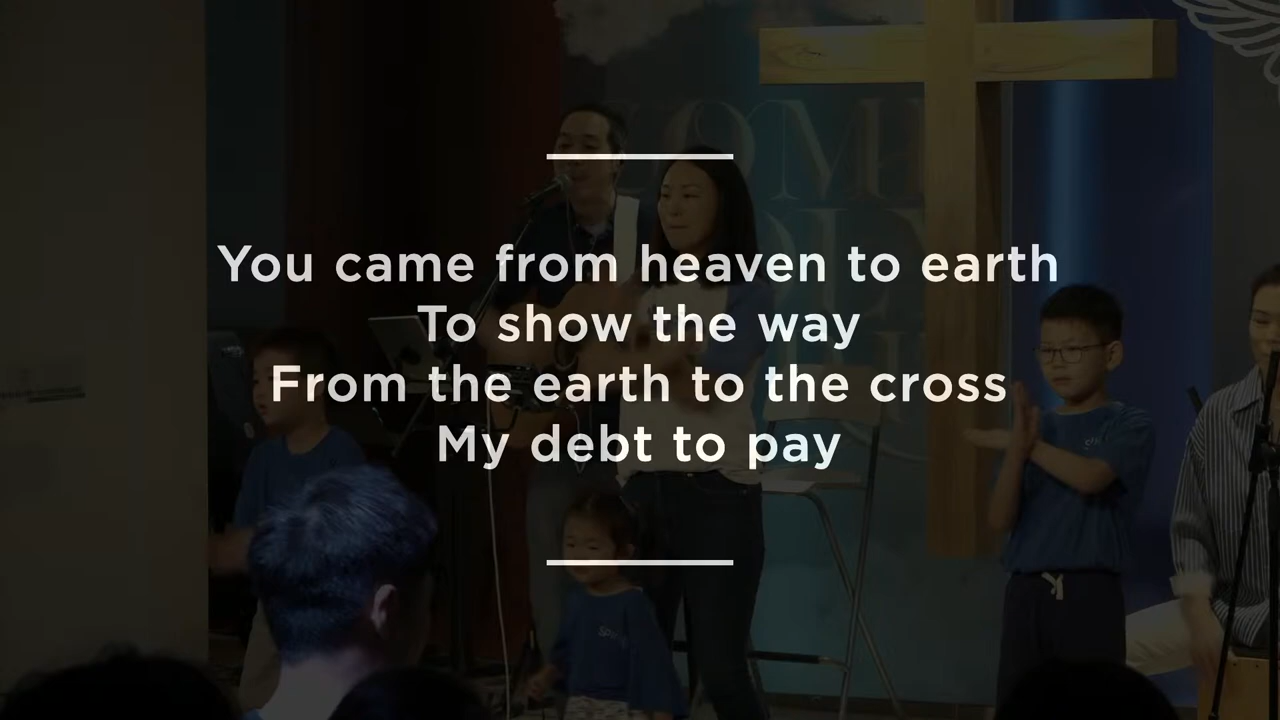 You came from heaven to earth
To show the way
From the earth to the cross
My debt to pay